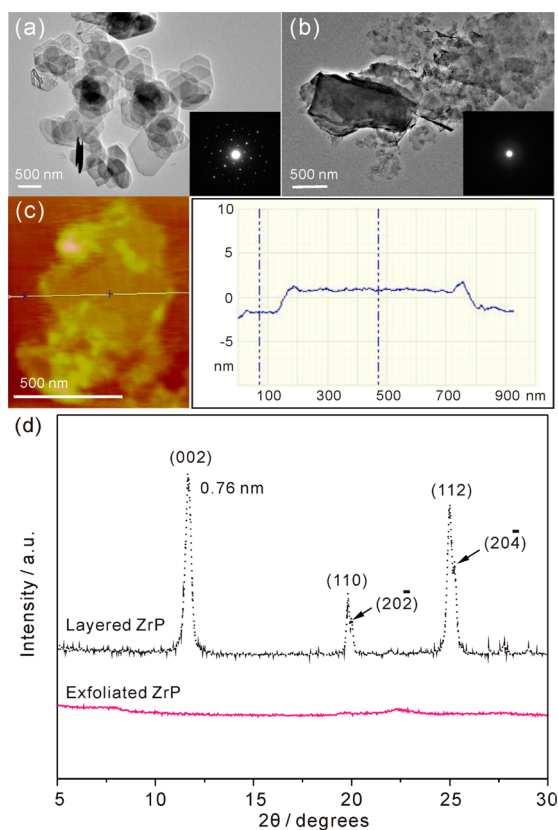 (a)
500 nm
(b)
500 nm
(c)
500 nm
10
5
0
-5
nm
100 300 500 700 nm 900
(d)
(002)
0.76 nm
(112)
(204̄)
(110)
(202̄)
Layered ZrP
Exfoliated ZrP
Intensity / a.u.
5 10 15 20 25 30
2θ / degrees